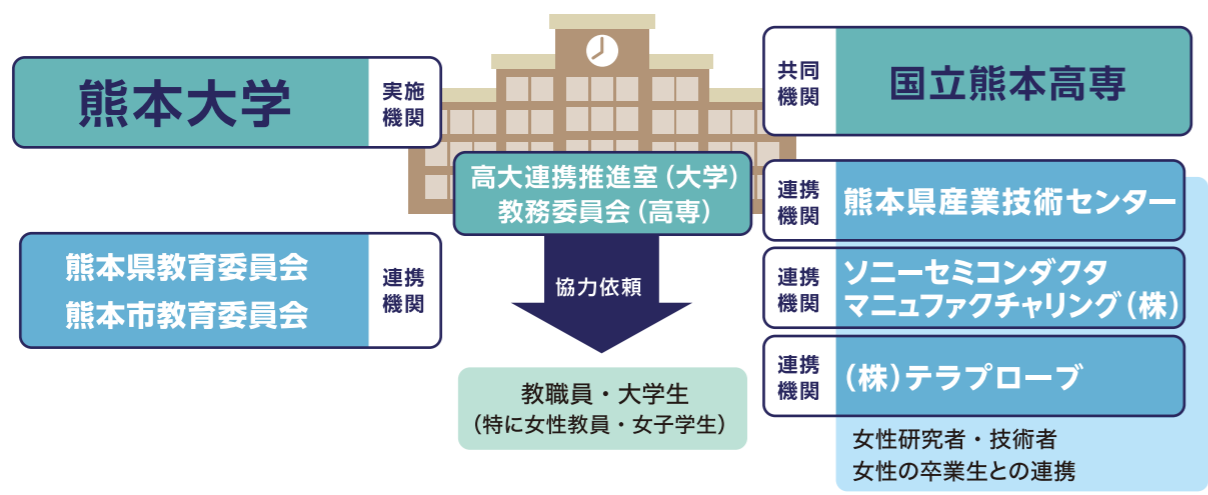 熊本大学
実施
機関
共同
機関
国立熊本高専
高大連携推進室（大学）
教務委員会（高専）
熊本県教育委員会
熊本市教育委員会
連携
機関
協力依頼
教職員・大学生
（特に女性教員・女子学生）
連携
機関
熊本県産業技術センター
連携
機関
ソニーセミコンダクタ
マニュファクチャリング（株）
連携
機関
（株）テラプローブ
女性研究者・技術者
女性の卒業生との連携